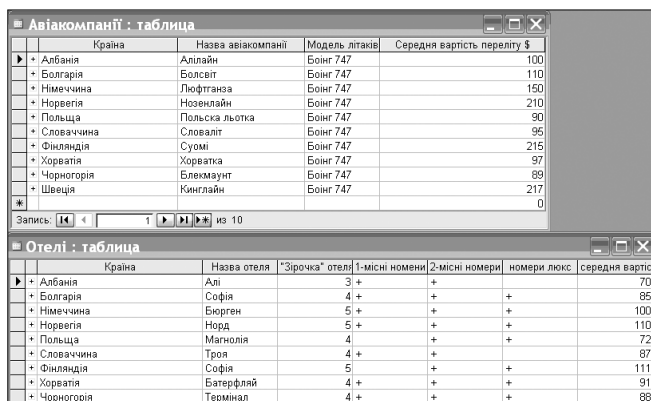 Авіакомпанії : таблица
Країна Назва авіакомпанії Модель літаків Середня вартість переліту $
+ Албанія Алілайн Боінг 747 100
+ Болгарія Болсвіт Боінг 747 110
+ Німеччина Люфтганза Боінг 747 150
+ Норвегія Нозенлайн Боінг 747 210
+ Польща Польска льотка Боінг 747 90
+ Словаччина Словаліт Боінг 747 95
+ Фінляндія Суомі Боінг 747 215
+ Хорватія Хорватка Боінг 747 97
+ Чорногорія Блекмаунт Боінг 747 89
+ Швеція Кинглайн Боінг 747 217
* 0
Запись: 1 из 10
Отелі : таблица
Країна Назва отеля "Зірочка" отеля 1-місні номени 2-місні номери номери люкс середня вартіс
+ Албанія Алі 3 + + 70
+ Болгарія Софія 4 + + + 85
+ Німеччина Бюрген 5 + + + 100
+ Норвегія Норд 5 + + + 110
+ Польща Магнолія 4 + + 72
+ Словаччина Троя 4 + + 87
+ Фінляндія Софія 5 + + 111
+ Хорватія Батерфляй 4 + + + 91
+ Чорногорія Термінал 4 + + + 88